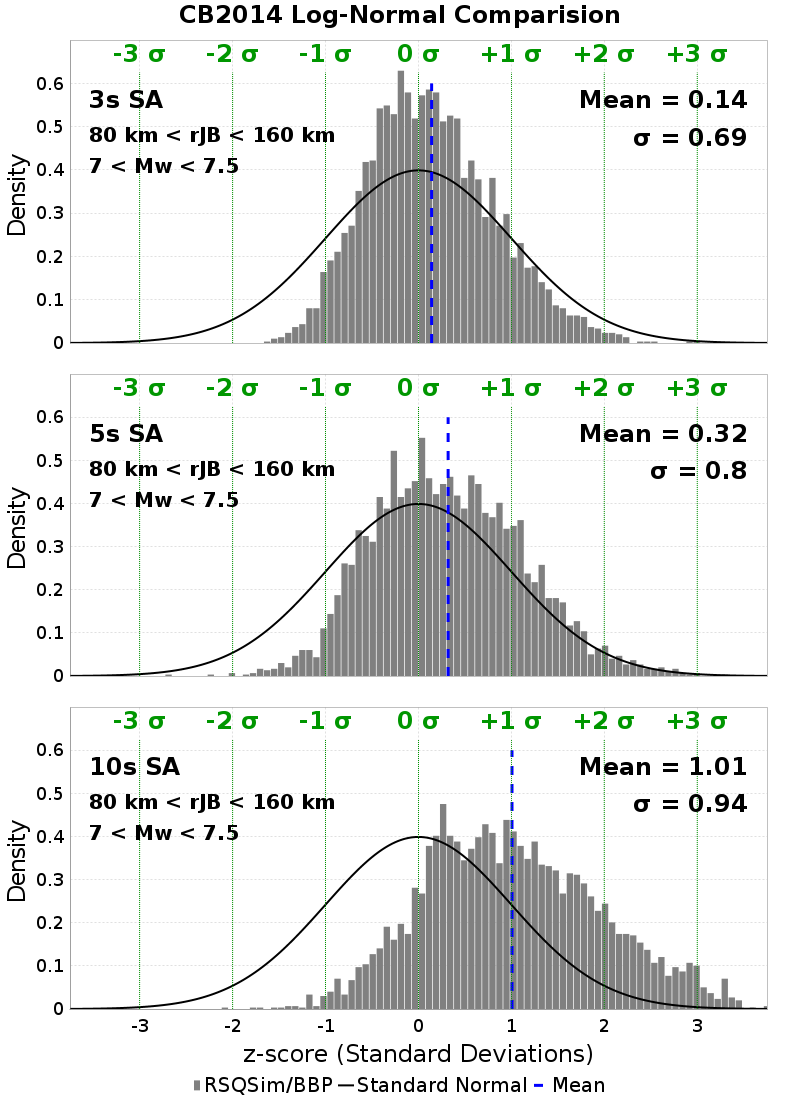 CB2014 Log-Normal Comparision
-3 σ -2 σ -1 σ 0 σ +1 σ +2 σ +3 σ
3s SA
80 km < rJB < 160 km
7 < Mw < 7.5
Mean = 0.14
σ = 0.69
Density
0.6
0.5
0.4
0.3
0.2
0.1
0
-3 σ -2 σ -1 σ 0 σ +1 σ +2 σ +3 σ
5s SA
80 km < rJB < 160 km
7 < Mw < 7.5
Mean = 0.32
σ = 0.8
Density
0.6
0.5
0.4
0.3
0.2
0.1
0
-3 σ -2 σ -1 σ 0 σ +1 σ +2 σ +3 σ
10s SA
80 km < rJB < 160 km
7 < Mw < 7.5
Mean = 1.01
σ = 0.94
Density
0.6
0.5
0.4
0.3
0.2
0.1
0
-3 -2 -1 0 1 2 3
z-score (Standard Deviations)
RSQSim/BBP Standard Normal Mean